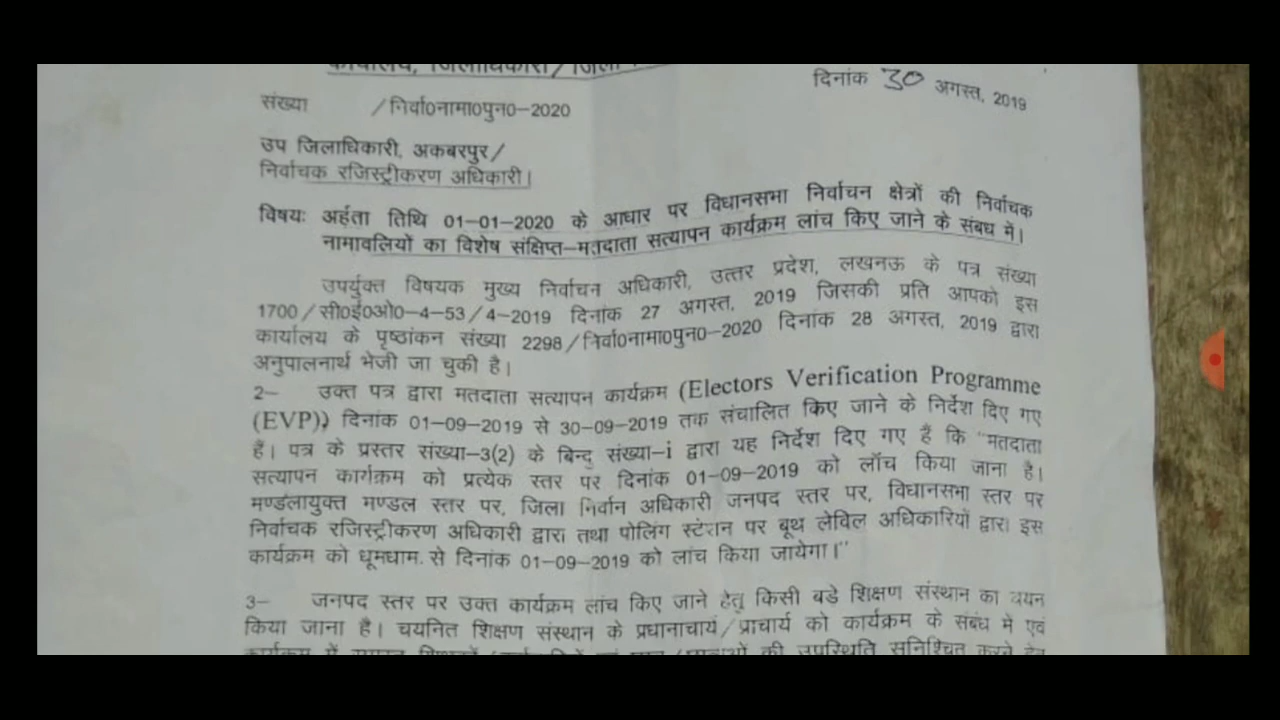 कार्यालय, जिलाधिकारी/जिला
दिनांक 30 अगस्त, 2019
संख्या /निर्वा0नामा0पुन0-2020
उप जिलाधिकारी, अकबरपुर/
निर्वाचक रजिस्ट्रीकरण अधिकारी।
विषयः अर्हता तिथि 01-01-2020 के आधार पर विधानसभा निर्वाचन क्षेत्रों की निर्वाचक
नामावलियों का विशेष संक्षिप्त-मतदाता सत्यापन कार्यक्रम लांच किए जाने के संबध में।
उपर्युक्त विषयक मुख्य निर्वाचन अधिकारी, उत्तर प्रदेश, लखनऊ के पत्र संख्या
1700/सी0ई0ओ0-4-53/4-2019 दिनांक 27 अगस्त, 2019 जिसकी प्रति आपको इस
कार्यालय के पृष्ठांकन संख्या 2298/निर्वा0नामा0पुन0-2020 दिनांक 28 अगस्त, 2019 द्वारा
अनुपालनार्थ भेजी जा चुकी है।
2- उक्त पत्र द्वारा मतदाता सत्यापन कार्यक्रम (Electors Verification Programme
(EVP)) दिनांक 01-09-2019 से 30-09-2019 तक संचालित किए जाने के निर्देश दिए गए
हैं। पत्र के प्रस्तर संख्या-3(2) के बिन्दु संख्या-i द्वारा यह निर्देश दिए गए हैं कि "मतदाता
सत्यापन कार्यक्रम को प्रत्येक स्तर पर दिनांक 01-09-2019 को लॉंच किया जाना है।
मण्डलायुक्त मण्डल स्तर पर, जिला निर्वान अधिकारी जनपद स्तर पर, विधानसभा स्तर पर
निर्वाचक रजिस्ट्रीकरण अधिकारी द्वारा तथा पोलिंग स्टेशन पर बूथ लेविल अधिकारियों द्वारा इस
कार्यक्रम को धूमधाम से दिनांक 01-09-2019 को लांच किया जायेगा।"
3- जनपद स्तर पर उक्त कार्यक्रम लांच किए जाने हेतु किसी बडे शिक्षण संस्थान का चयन
किया जाना है। चयनित शिक्षण संस्थान के प्रधानाचार्य/प्राचार्य को कार्यक्रम के संबंध में एवं
कार्यक्रम में की उपस्थिति सुनिश्चित करने हेतु